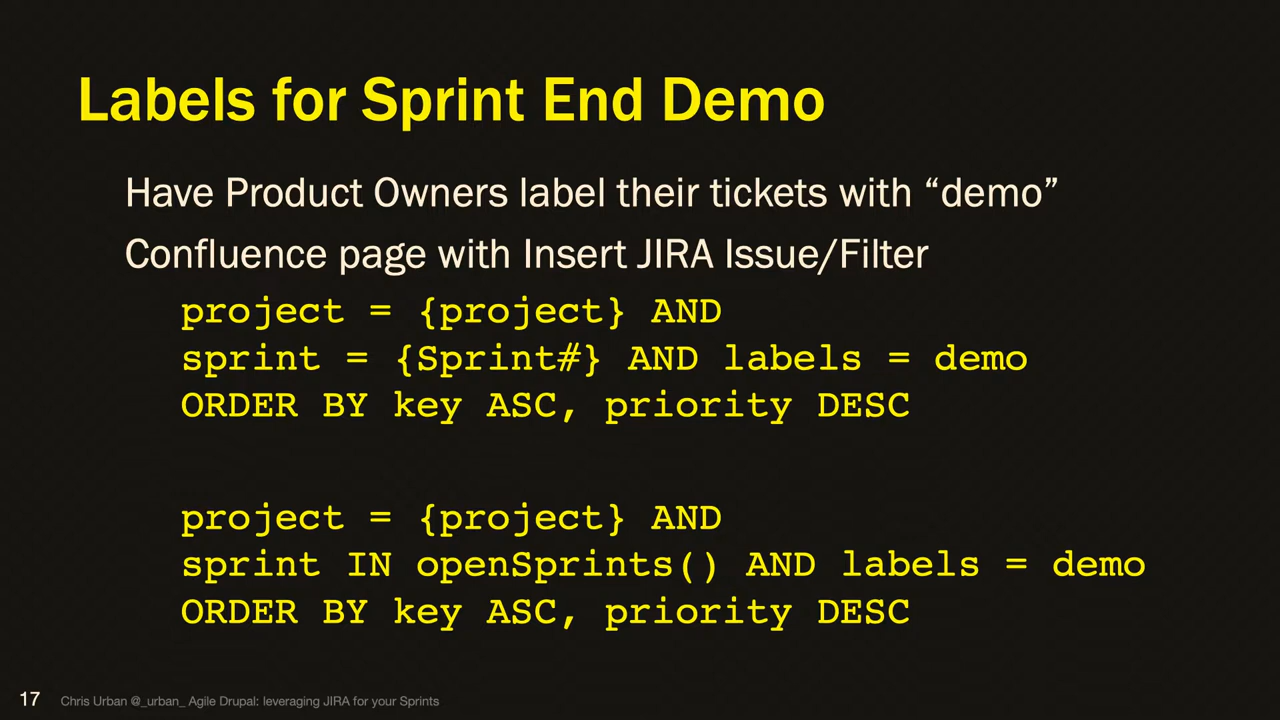 Labels for Sprint End Demo
Have Product Owners label their tickets with “demo”
Confluence page with Insert JIRA Issue/Filter
project = {project} AND
sprint = {Sprint#} AND labels = demo
ORDER BY key ASC, priority DESC
project = {project} AND
sprint IN openSprints() AND labels = demo
ORDER BY key ASC, priority DESC
17 Chris Urban @_urban_ Agile Drupal: leveraging JIRA for your Sprints